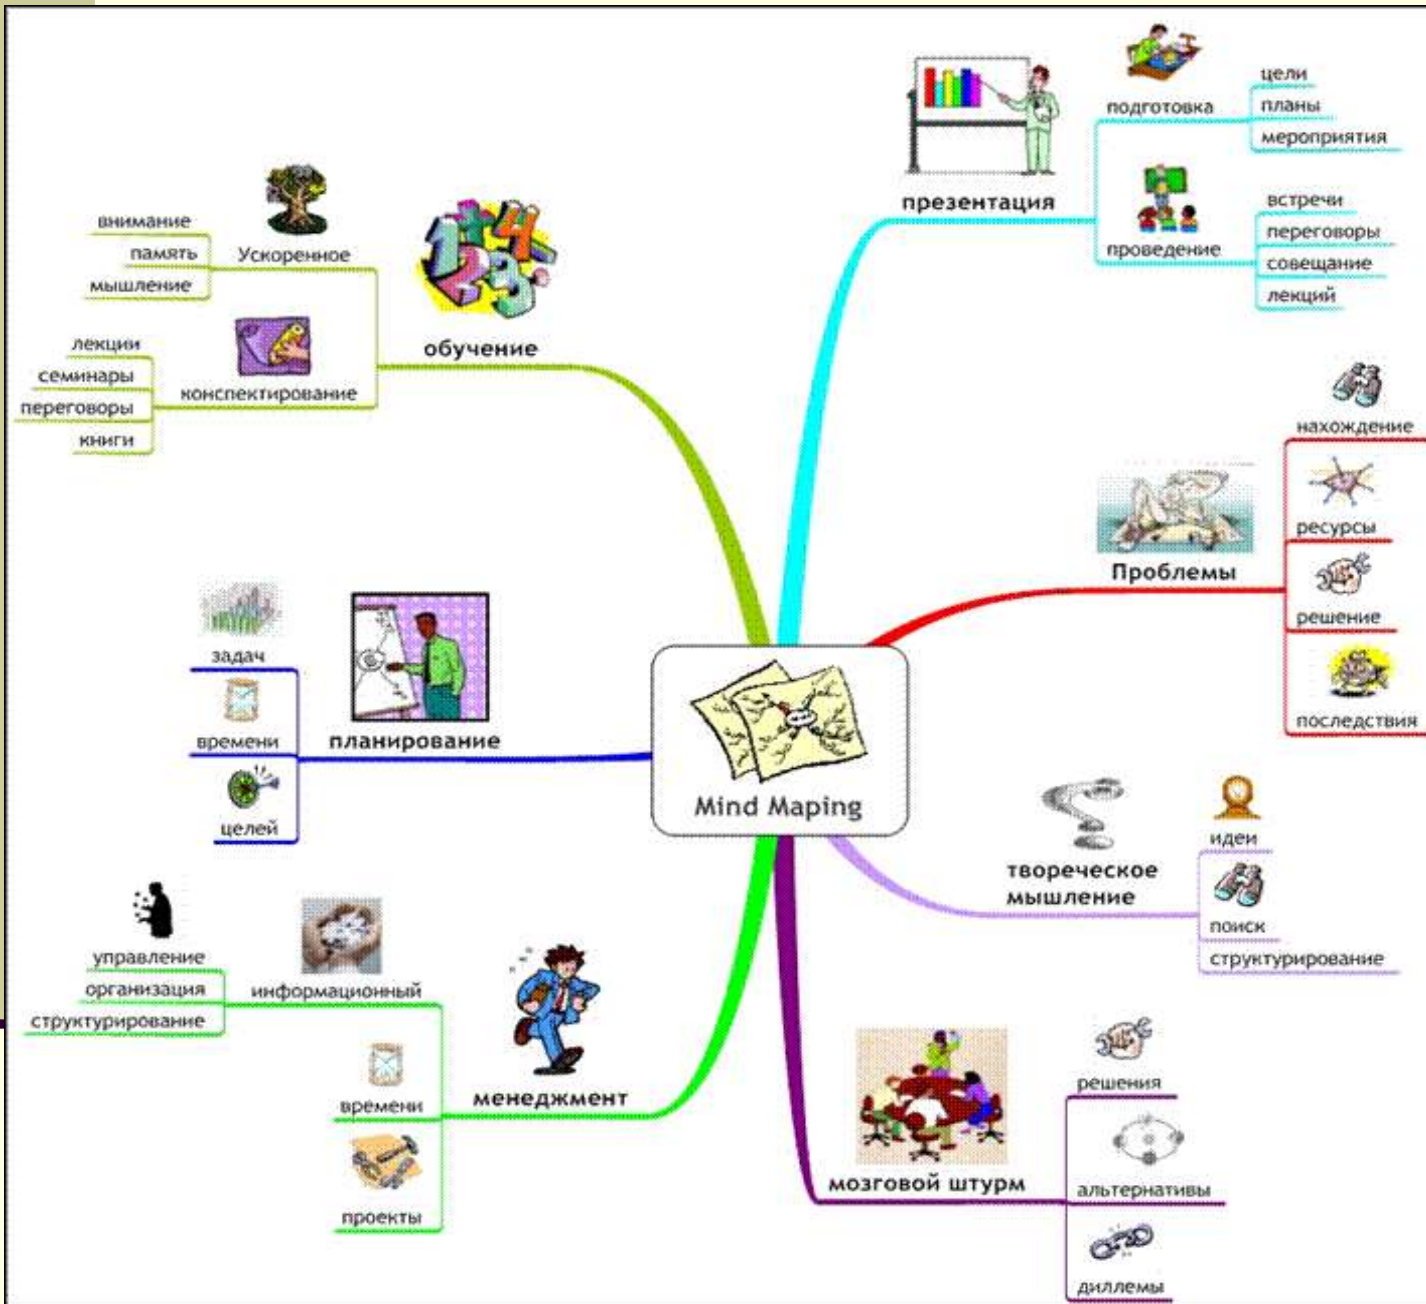 презентация
подготовка
цели
планы
мероприятия
проведение
встречи
переговоры
совещание
лекций
Проблемы
нахождение
ресурсы
решение
последствия
твореческое
мышление
идеи
поиск
структурирование
мозговой штурм
решения
альтернативы
диллемы
Mind Maping
обучение
Ускоренное
внимание
память
мышление
конспектирование
лекции
семинары
переговоры
книги
планирование
задач
времени
целей
менеджмент
информационный
управление
организация
структурирование
времени
проекты